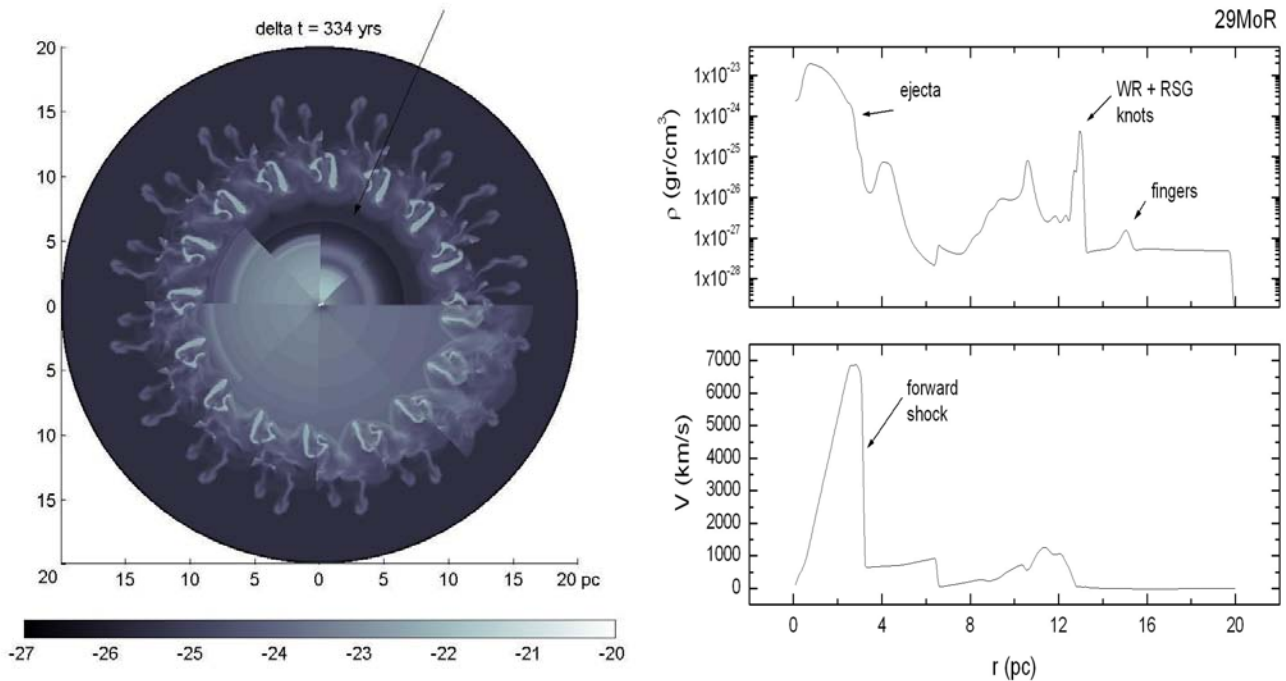 delta t = 334 yrs
20
15
10
5
0
5
10
15
20
15
10
5
0
5
10
15
20 pc
-27
-26
-25
-24
-23
-22
-21
-20
29MoR
1x10⁻²³
1x10⁻²⁴
1x10⁻²⁵
1x10⁻²⁶
1x10⁻²⁷
1x10⁻²⁸
ρ (gr/cm³)
ejecta
WR + RSG
knots
fingers
7000
6000
5000
4000
3000
2000
1000
0
V (km/s)
forward
shock
0
4
8
12
16
20
r (pc)